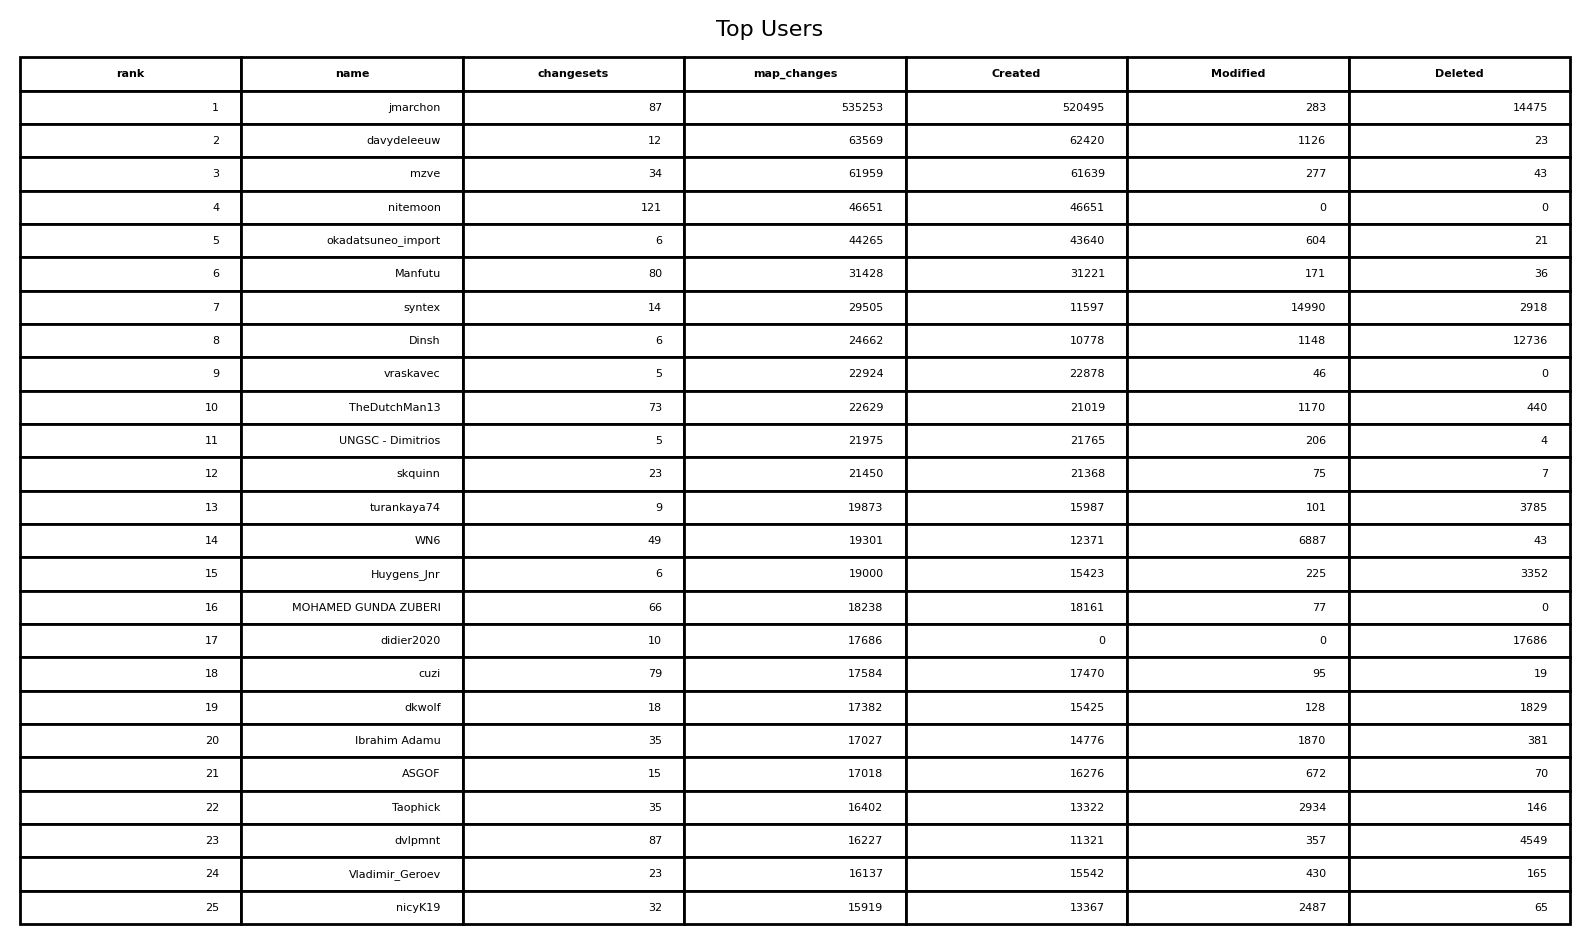 Top Users
rank name changesets map_changes Created Modified Deleted
1 jmarchon 87 535253 520495 283 14475
2 davydeleeuw 12 63569 62420 1126 23
3 mzve 34 61959 61639 277 43
4 nitemoon 121 46651 46651 0 0
5 okadatsuneo_import 6 44265 43640 604 21
6 Manfutu 80 31428 31221 171 36
7 syntex 14 29505 11597 14990 2918
8 Dinsh 6 24662 10778 1148 12736
9 vraskavec 5 22924 22878 46 0
10 TheDutchMan13 73 22629 21019 1170 440
11 UNGSC - Dimitrios 5 21975 21765 206 4
12 skquinn 23 21450 21368 75 7
13 turankaya74 9 19873 15987 101 3785
14 WN6 49 19301 12371 6887 43
15 Huygens_Jnr 6 19000 15423 225 3352
16 MOHAMED GUNDA ZUBERI 66 18238 18161 77 0
17 didier2020 10 17686 0 0 17686
18 cuzi 79 17584 17470 95 19
19 dkwolf 18 17382 15425 128 1829
20 Ibrahim Adamu 35 17027 14776 1870 381
21 ASGOF 15 17018 16276 672 70
22 Taophick 35 16402 13322 2934 146
23 dvlpmnt 87 16227 11321 357 4549
24 Vladimir_Geroev 23 16137 15542 430 165
25 nicyK19 32 15919 13367 2487 65